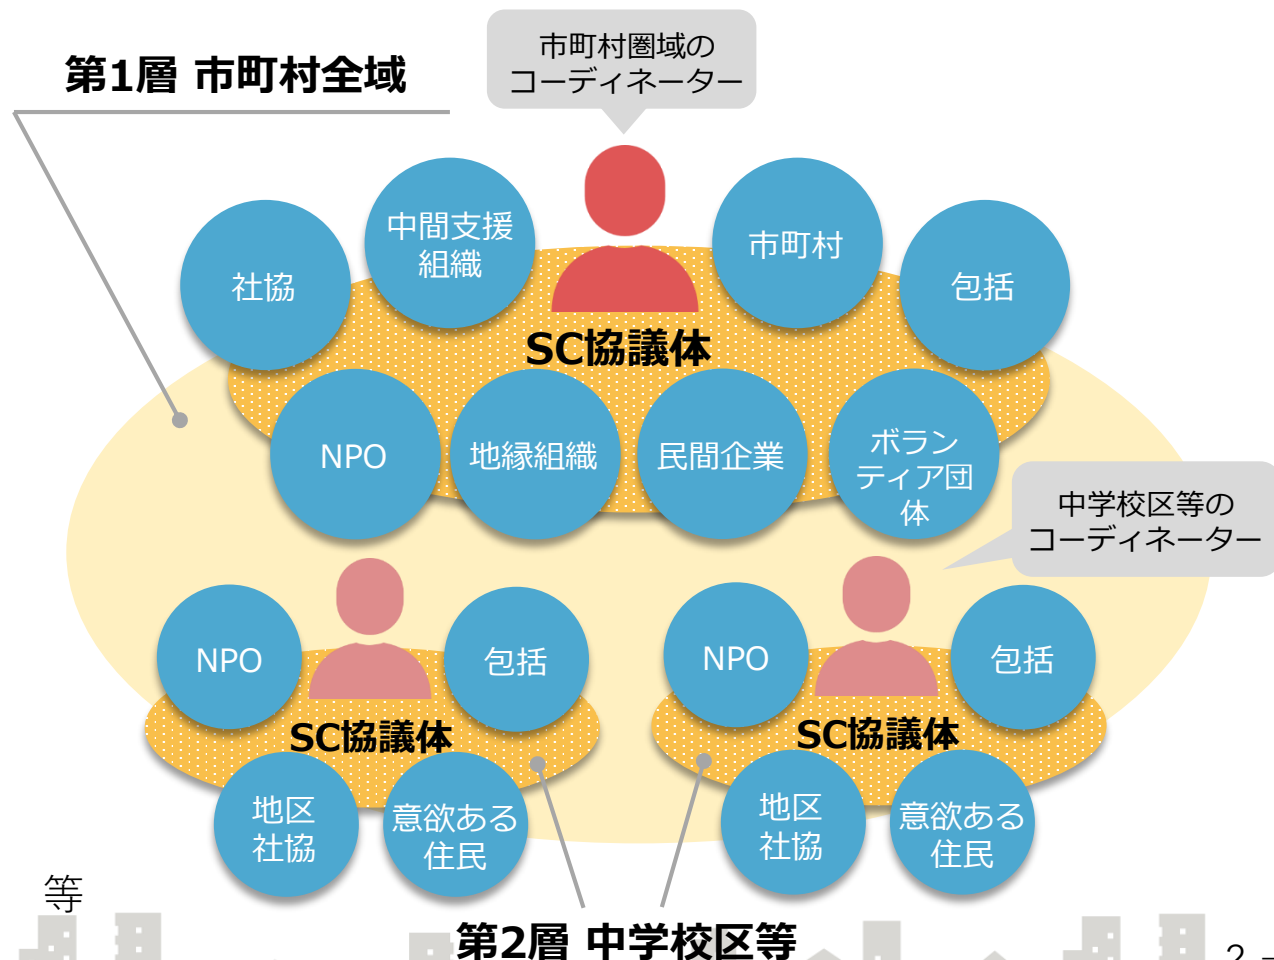 市町村圏域の
コーディネーター
第1層 市町村全域
社協
中間支援
組織
市町村
包括
SC協議体
NPO
地縁組織
民間企業
ボラン
ティア団
体
中学校区等の
コーディネーター
NPO
包括
SC協議体
地区
社協
意欲ある
住民
NPO
包括
SC協議体
地区
社協
意欲ある
住民
等
第2層 中学校区等